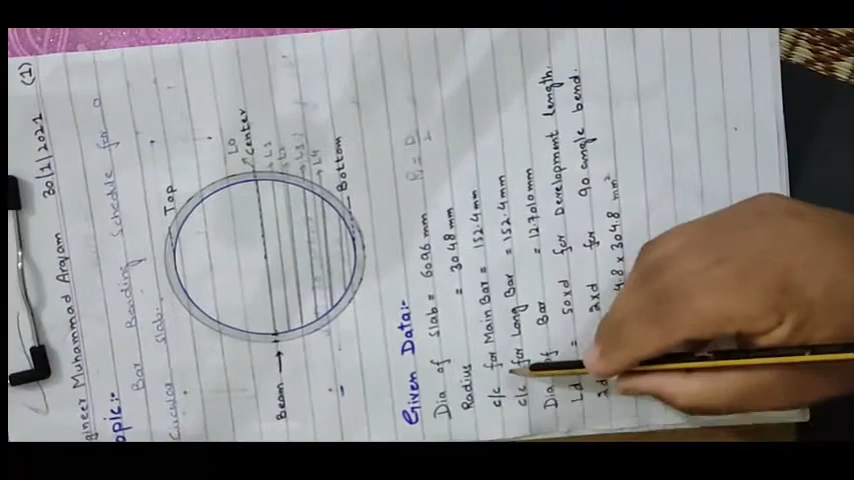 (1)
30/1/2021
gineer Muhammad Arqam
opic:-
Bar Banding Schedule for a
Circular slab.
Top
L0
Center
L1
L2
L3
L4
Bottom
Beam
R = D
2
Given Data:-
Dia of Slab = 6096 mm
Radius = 3048 mm
c/c for Main Bar = 152.4 mm
c/c for Long Bar = 152.4 mm
Dia of Bar = 12.7010 mm
Ld = 50xd for Development length.
2xd for 90 angle bend.
4.8 x 304.8 mm²